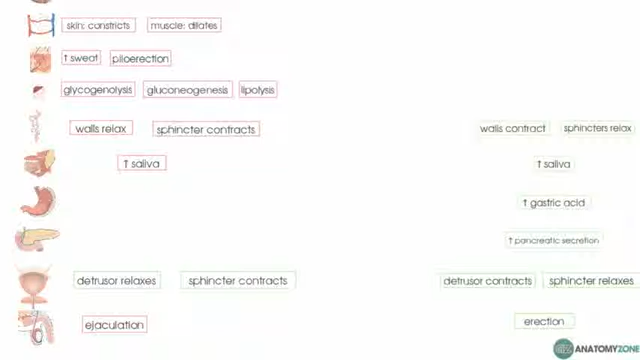 skin: constricts muscle: dilates
↑ sweat piloerection
glycogenolysis gluconeogenesis lipolysis
walls relax sphincter contracts walls contract sphincters relax
↑ saliva ↑ saliva
↑ gastric acid
↑ pancreatic secretion
detrusor relaxes sphincter contracts detrusor contracts sphincter relaxes
ejaculation erection
ANATOMYZONE